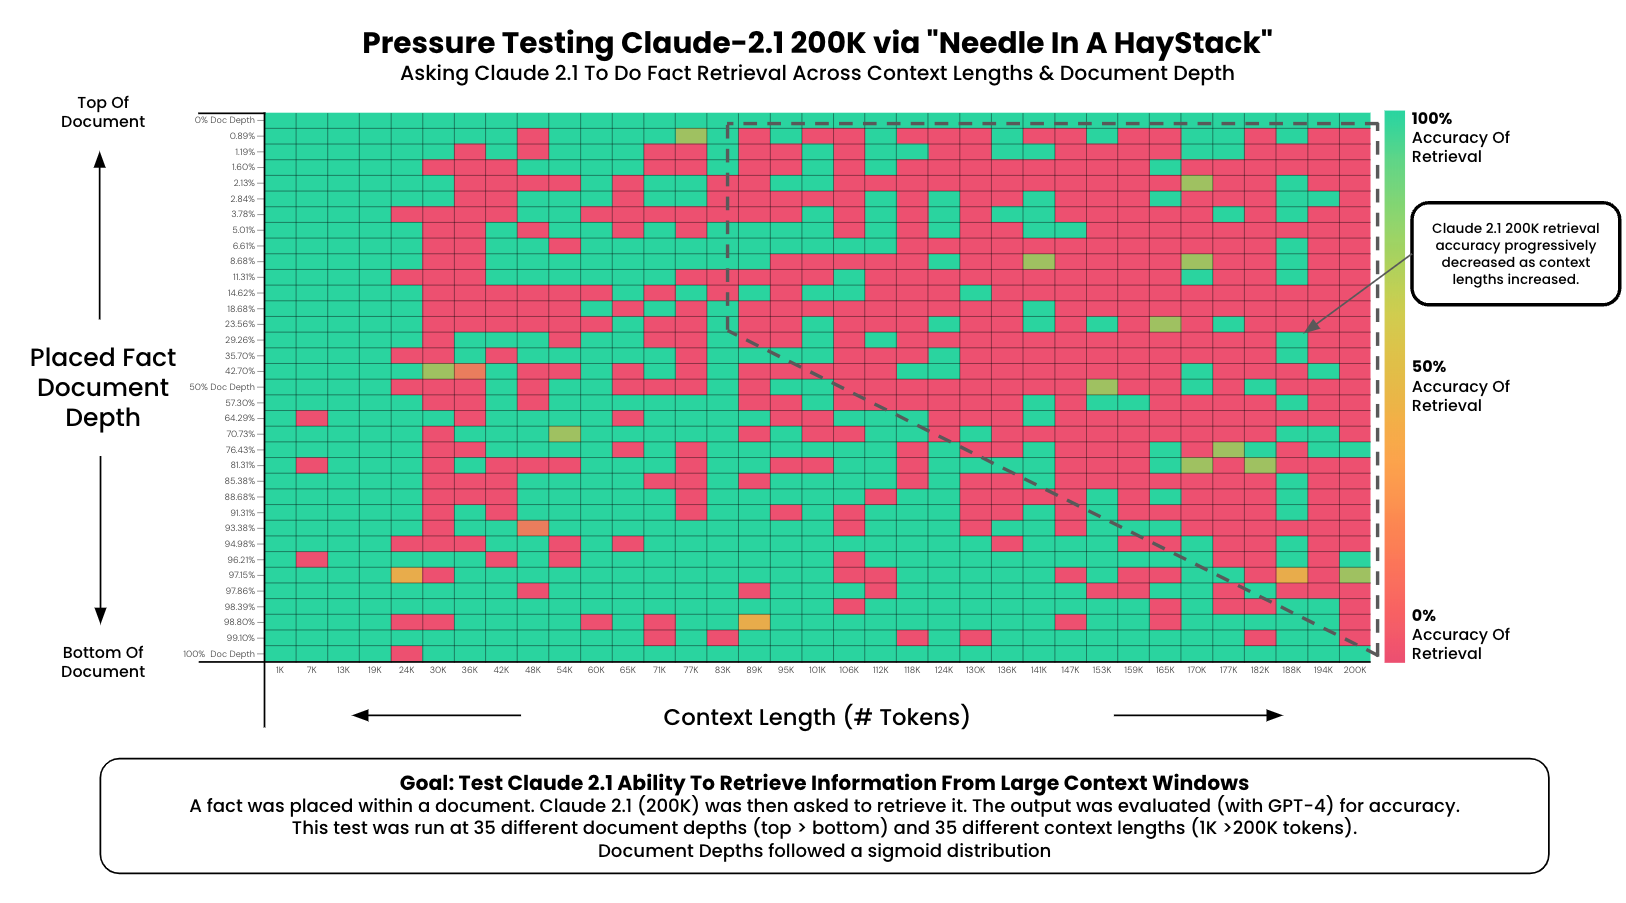 Pressure Testing Claude-2.1 200K via "Needle In A HayStack"
Asking Claude 2.1 To Do Fact Retrieval Across Context Lengths & Document Depth
Top Of
Document
Placed Fact
Document
Depth
Bottom Of
Document
0% Doc Depth
0.89%
1.19%
1.60%
2.13%
2.84%
3.78%
5.01%
6.61%
8.68%
11.31%
14.62%
18.68%
23.56%
29.26%
35.70%
42.70%
50% Doc Depth
57.30%
64.29%
70.73%
76.43%
81.31%
85.38%
88.68%
91.31%
93.38%
94.98%
96.21%
97.15%
97.86%
98.39%
98.80%
99.10%
100% Doc Depth
1K 7K 13K 19K 24K 30K 36K 42K 48K 54K 60K 65K 71K 77K 83K 89K 95K 101K 106K 112K 118K 124K 130K 136K 141K 147K 153K 159K 165K 170K 177K 182K 188K 194K 200K
Context Length (# Tokens)
100%
Accuracy Of
Retrieval
Claude 2.1 200K retrieval
accuracy progressively
decreased as context
lengths increased.
50%
Accuracy Of
Retrieval
0%
Accuracy Of
Retrieval
Goal: Test Claude 2.1 Ability To Retrieve Information From Large Context Windows
A fact was placed within a document. Claude 2.1 (200K) was then asked to retrieve it. The output was evaluated (with GPT-4) for accuracy.
This test was run at 35 different document depths (top > bottom) and 35 different context lengths (1K >200K tokens).
Document Depths followed a sigmoid distribution